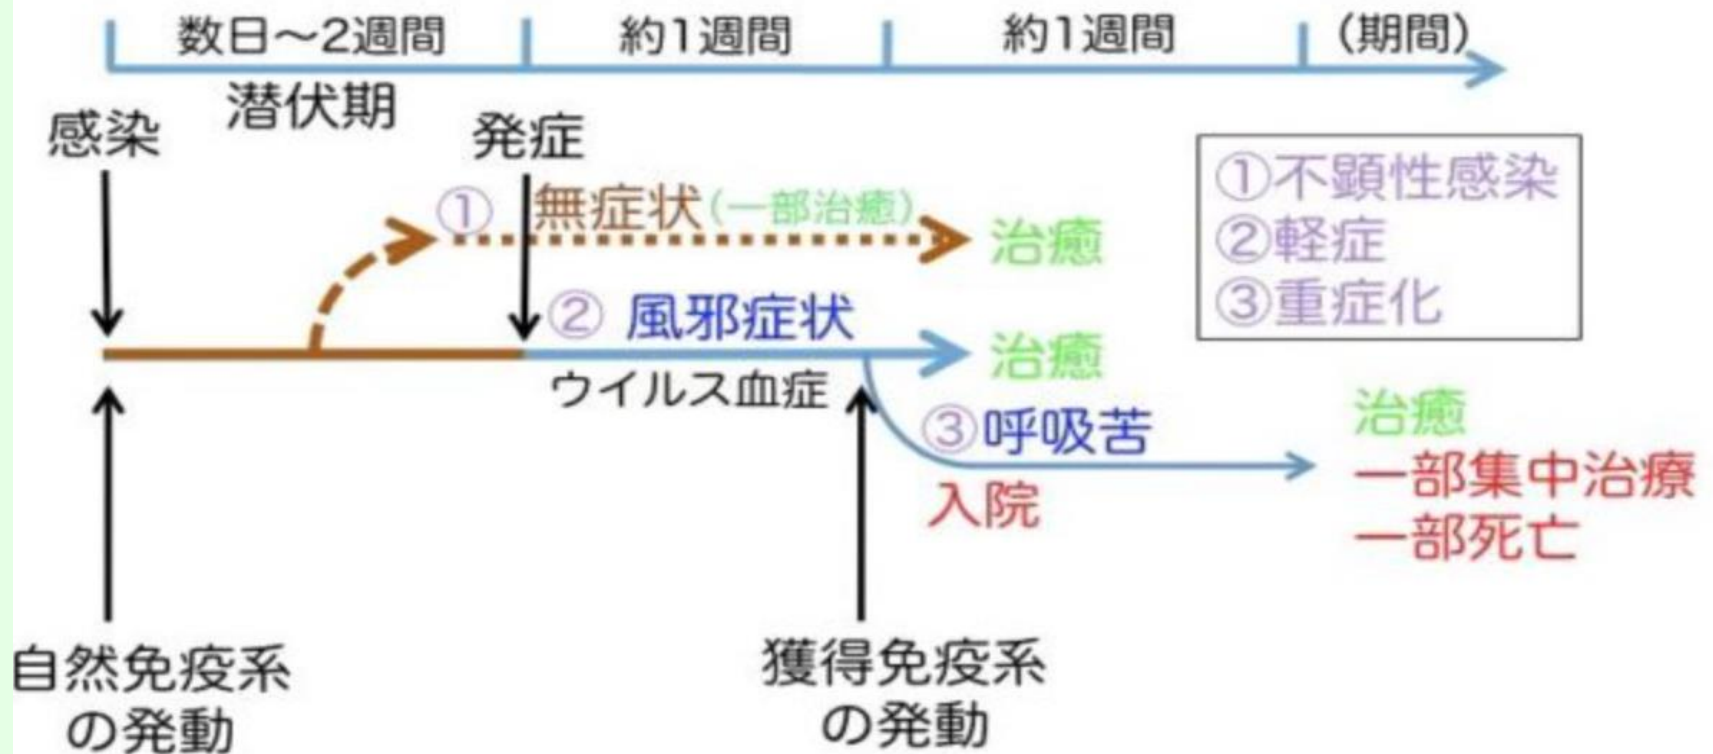 数日～2週間
約1週間
約1週間
(期間)
潜伏期
感染
発症
① 無症状(一部治癒)
治癒
①不顕性感染
②軽症
③重症化
② 風邪症状
治癒
ウイルス血症
③呼吸苦
入院
治癒
一部集中治療
一部死亡
自然免疫系
の発動
獲得免疫系
の発動